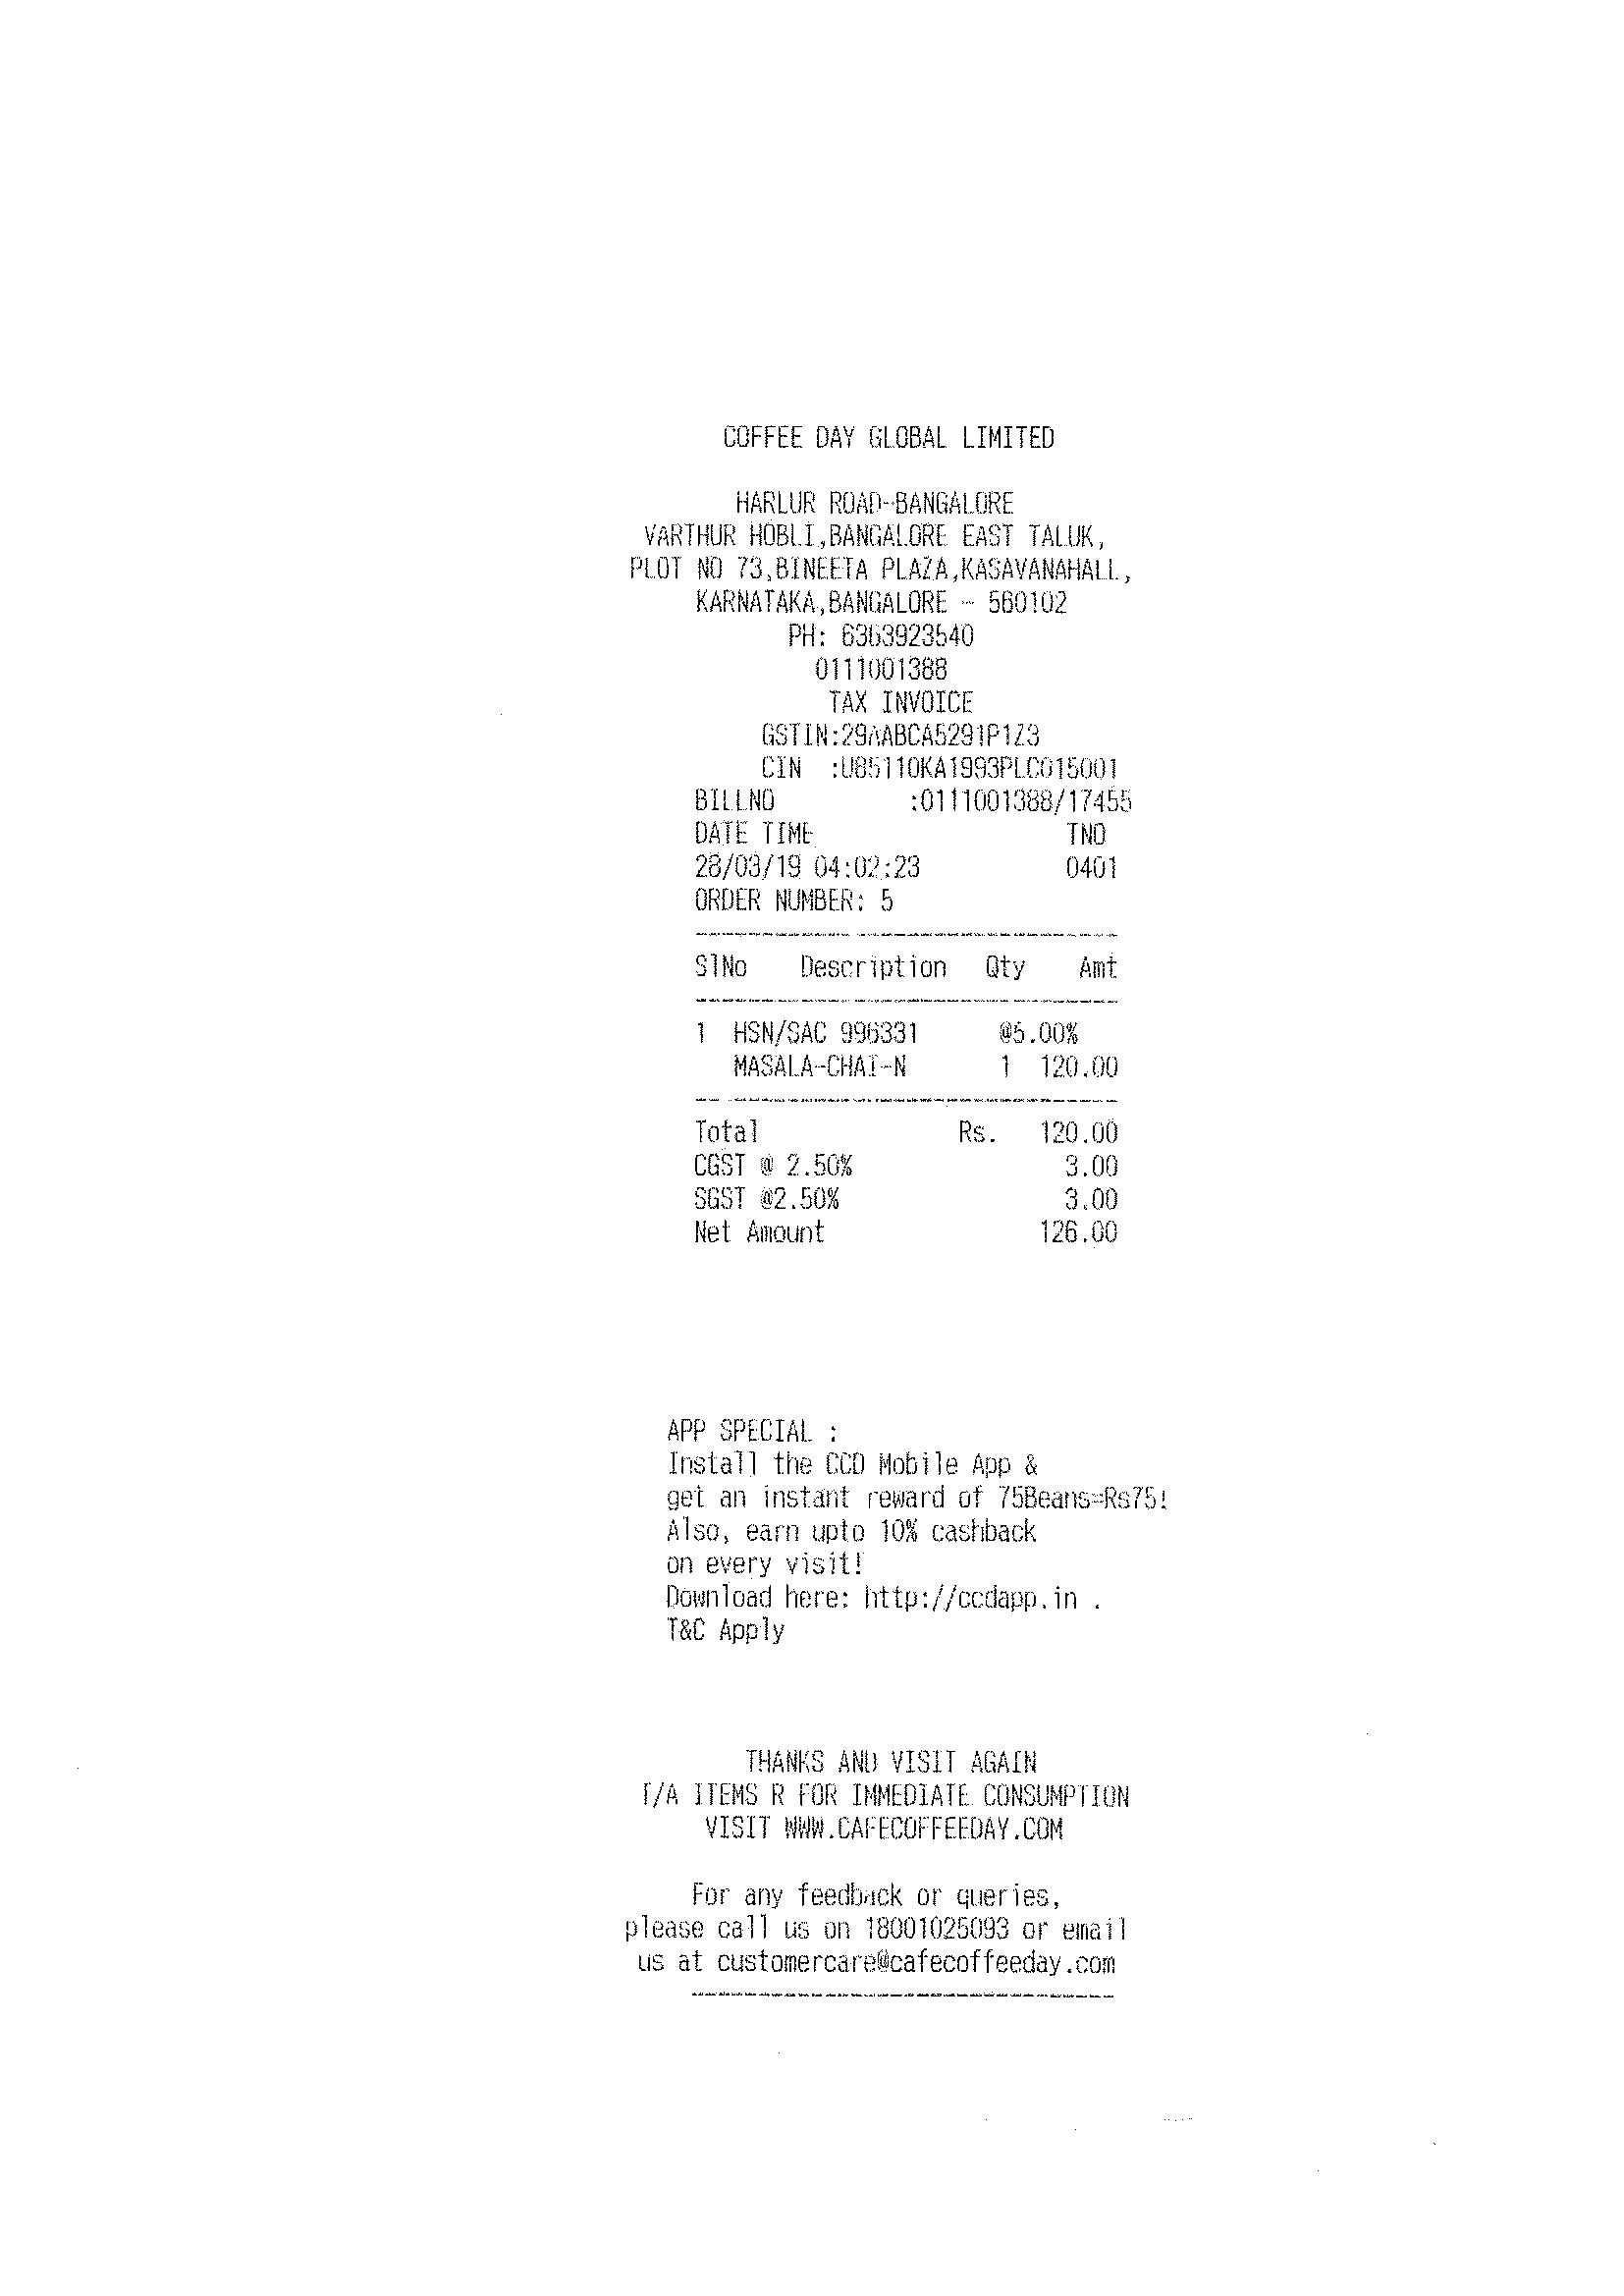 COFFEE DAY GLOBAL LIMITED
HARLUR ROAD-BANGALORE
VARTHUR HOBLI,BANGALORE EAST TALUK,
PLOT NO 73,BINEETA PLAZA,KASAVANAHALL,
KARNATAKA,BANGALORE - 560102
PH: 6363923540
0111001388
TAX INVOICE
GSTIN:29AABCA5291P1Z3
CIN :U85110KA1993PLC015001
BILLNO :0111001388/17455
DATE TIME TNO
28/03/19 04:02:23 0401
ORDER NUMBER: 5
SlNo Description Qty Amt
1 HSN/SAC 996331 @5.00%
MASALA-CHAI-N 1 120.00
Total Rs. 120.00
CGST @ 2.50% 3.00
SGST @2.50% 3.00
Net Amount 126.00
APP SPECIAL :
Install the CCD Mobile App &
get an instant reward of 75Beans=Rs75!
Also, earn upto 10% cashback
on every visit!
Download here: http://ccdapp.in .
T&C Apply
THANKS AND VISIT AGAIN
T/A ITEMS R FOR IMMEDIATE CONSUMPTION
VISIT WWW.CAFECOFFEEDAY.COM
For any feedback or queries,
please call us on 18001025093 or email
us at customercare@cafecoffeeday.com